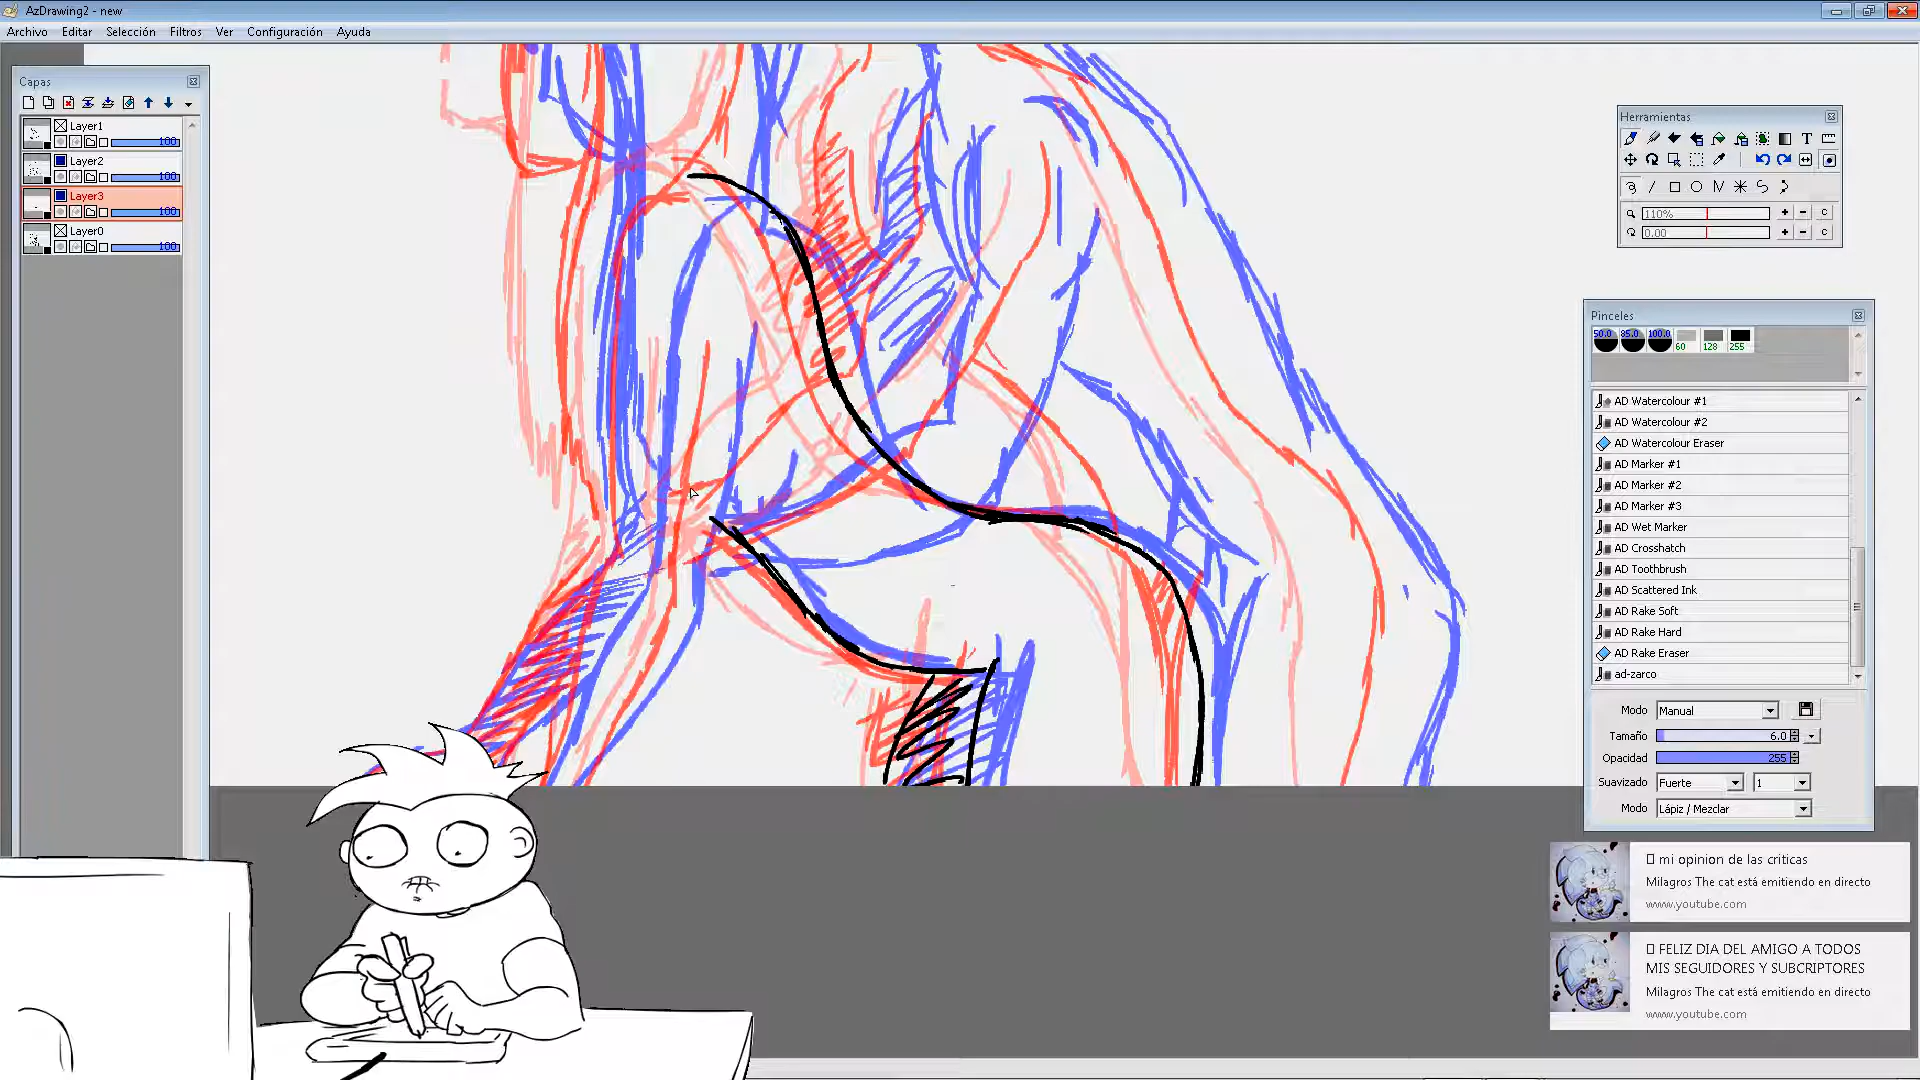 AzDrawing2 - new
Archivo Editar Selección Filtros Ver Configuración Ayuda
Capas
Layer1
100
Layer2
100
Layer3
100
Layer0
100
Herramientas
T
110% + - C
0.00 + - C
Pinceles
50.0 85.0 100.0
60 128 255
AD Watercolour #1
AD Watercolour #2
AD Watercolour Eraser
AD Marker #1
AD Marker #2
AD Marker #3
AD Wet Marker
AD Crosshatch
AD Toothbrush
AD Scattered Ink
AD Rake Soft
AD Rake Hard
AD Rake Eraser
ad-zarco
Modo Manual
Tamaño 6.0
Opacidad 255
Suavizado Fuerte 1
Modo Lápiz / Mezclar
mi opinion de las criticas
Milagros The cat está emitiendo en directo
www.youtube.com
FELIZ DIA DEL AMIGO A TODOS
MIS SEGUIDORES Y SUBCRIPTORES
Milagros The cat está emitiendo en directo
www.youtube.com